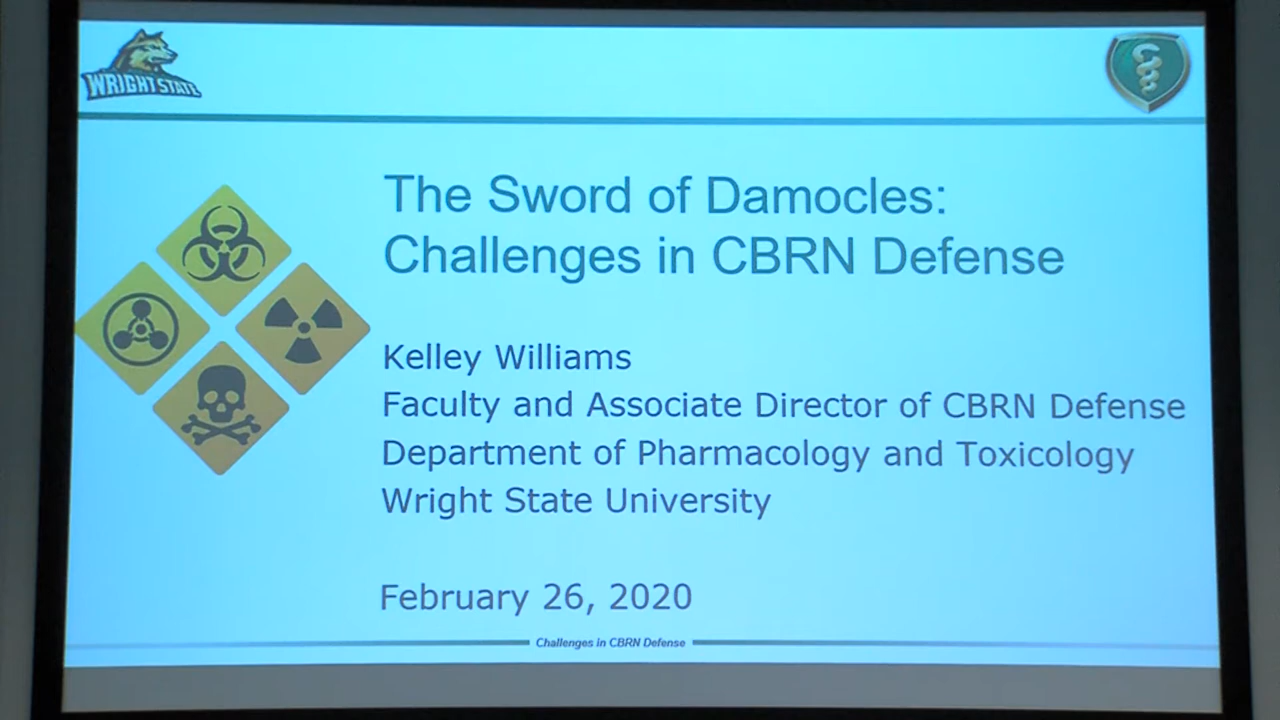 WRIGHT STATE
The Sword of Damocles:
Challenges in CBRN Defense
Kelley Williams
Faculty and Associate Director of CBRN Defense
Department of Pharmacology and Toxicology
Wright State University
February 26, 2020
Challenges in CBRN Defense